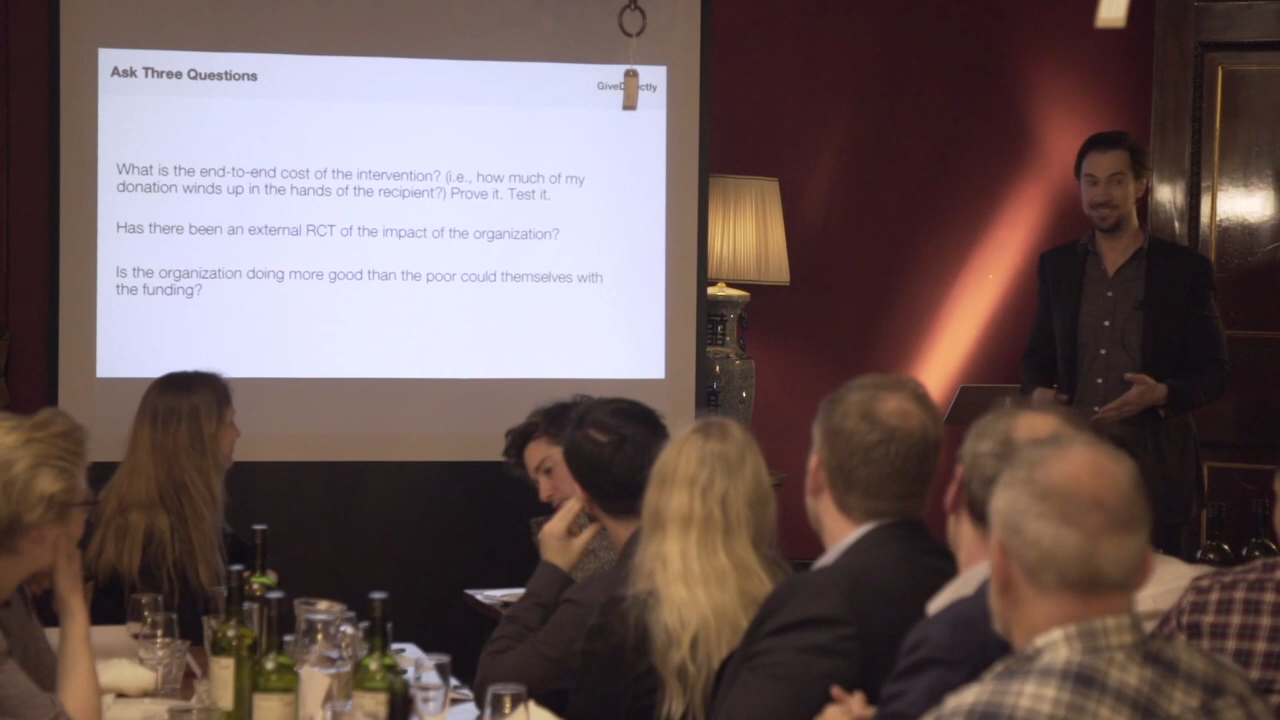 Ask Three Questions
What is the end-to-end cost of the intervention? (i.e., how much of my
donation winds up in the hands of the recipient?) Prove it. Test it.
Has there been an external RCT of the impact of the organization?
Is the organization doing more good than the poor could themselves with
the funding?